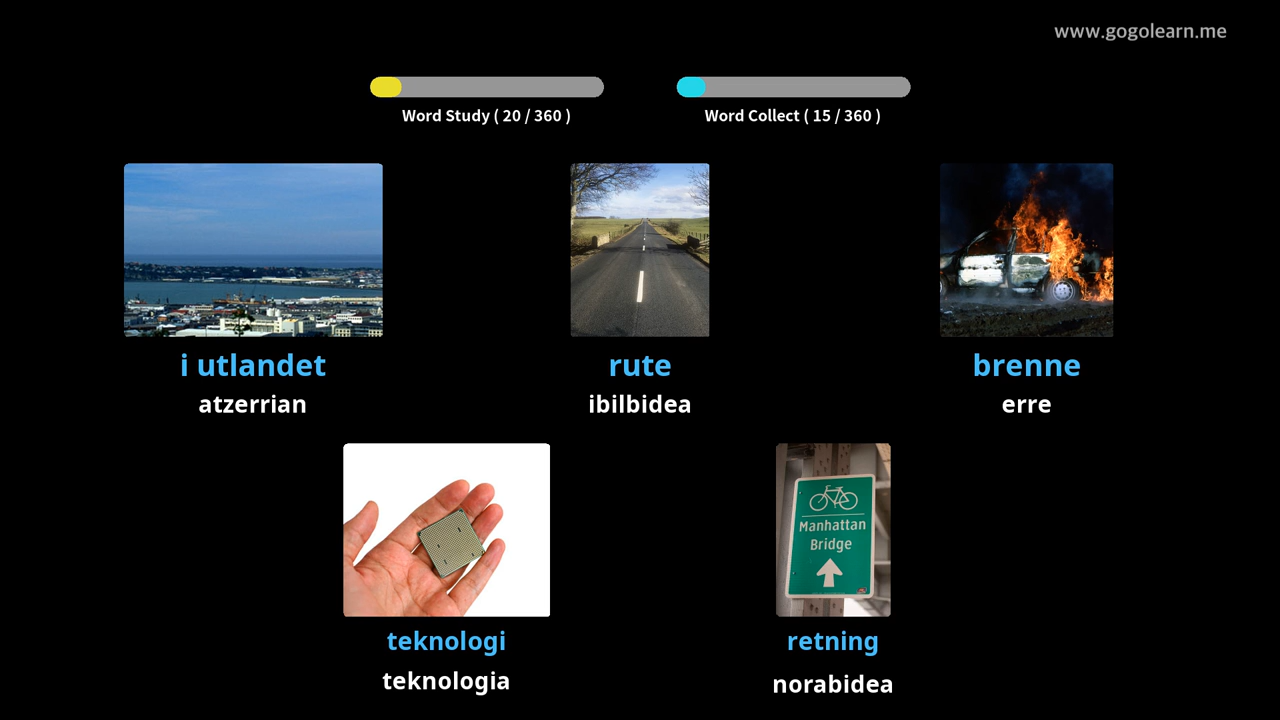 www.gogolearn.me
Word Study ( 20 / 360 )
Word Collect ( 15 / 360 )
i utlandet
atzerrian
rute
ibilbidea
brenne
erre
Manhattan
Bridge
teknologi
teknologia
retning
norabidea